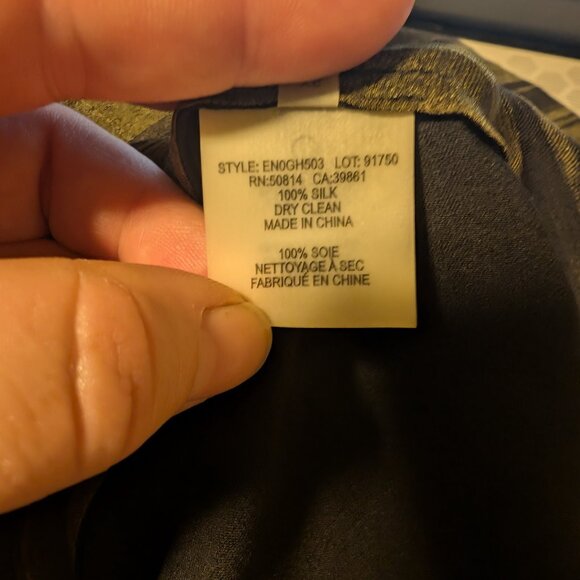 STYLE: EN0GH503 LOT: 91750
RN:50814 CA:39861
100% SILK
DRY CLEAN
MADE IN CHINA
100% SOIE
NETTOYAGE À SEC
FABRIQUÉ EN CHINE